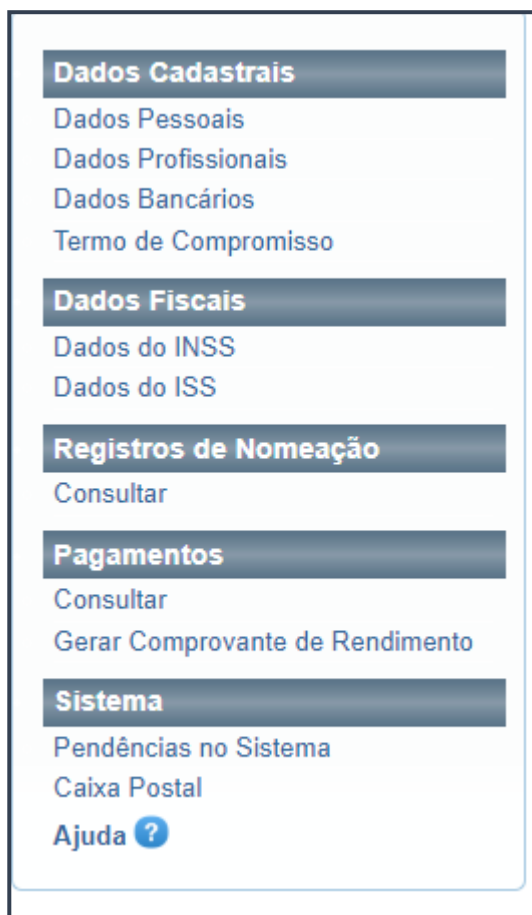 Dados Cadastrais
Dados Pessoais
Dados Profissionais
Dados Bancários
Termo de Compromisso
Dados Fiscais
Dados do INSS
Dados do ISS
Registros de Nomeação
Consultar
Pagamentos
Consultar
Gerar Comprovante de Rendimento
Sistema
Pendências no Sistema
Caixa Postal
Ajuda ?